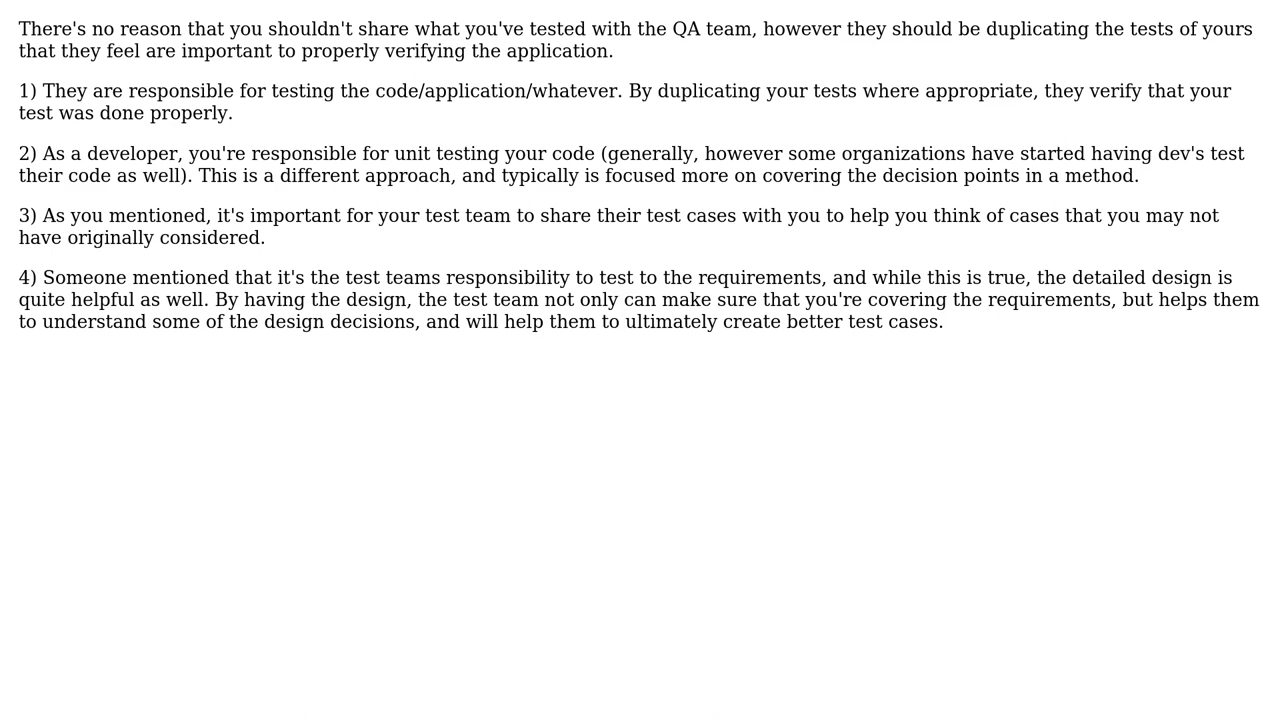 There's no reason that you shouldn't share what you've tested with the QA team, however they should be duplicating the tests of yours
that they feel are important to properly verifying the application.
1) They are responsible for testing the code/application/whatever. By duplicating your tests where appropriate, they verify that your
test was done properly.
2) As a developer, you're responsible for unit testing your code (generally, however some organizations have started having dev's test
their code as well). This is a different approach, and typically is focused more on covering the decision points in a method.
3) As you mentioned, it's important for your test team to share their test cases with you to help you think of cases that you may not
have originally considered.
4) Someone mentioned that it's the test teams responsibility to test to the requirements, and while this is true, the detailed design is
quite helpful as well. By having the design, the test team not only can make sure that you're covering the requirements, but helps them
to understand some of the design decisions, and will help them to ultimately create better test cases.